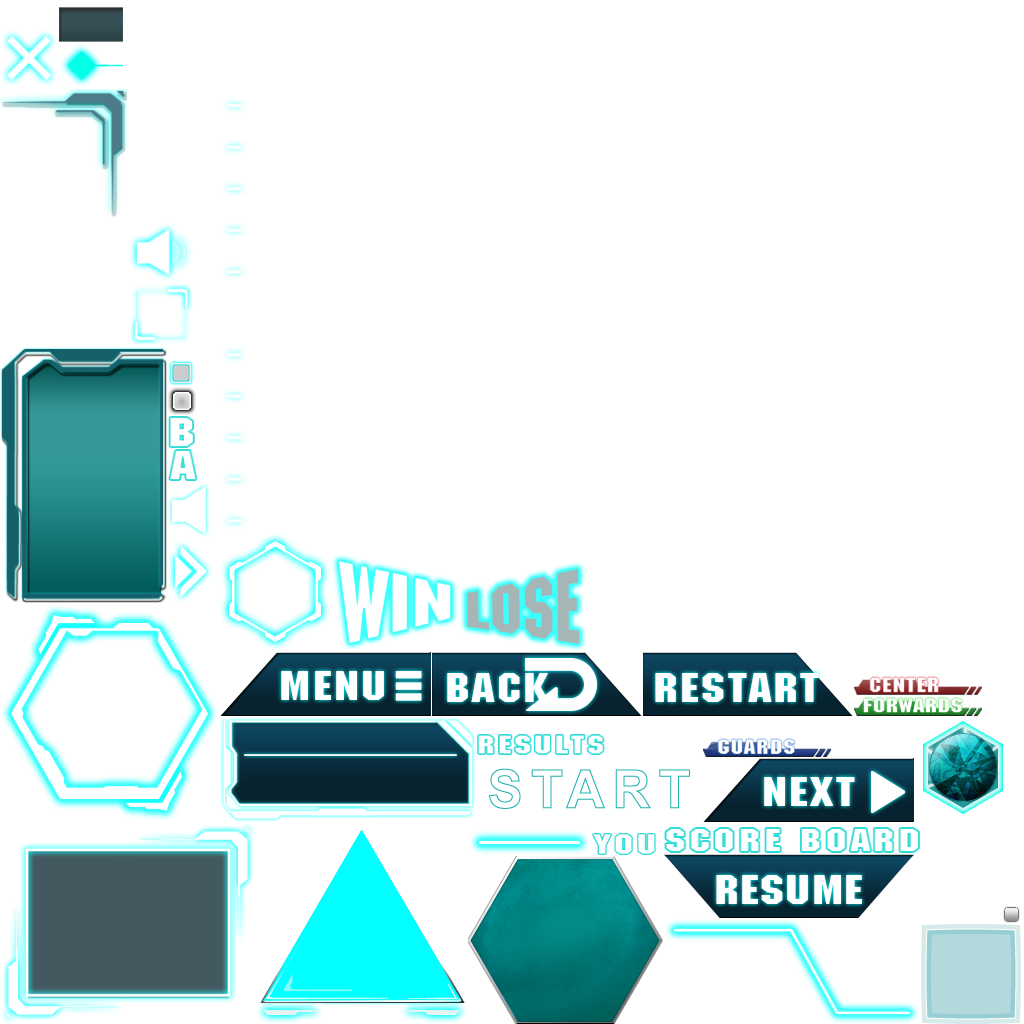 B
A
WIN
LOSE
MENU
BACK
RESTART
CENTER
FORWARDS
RESULTS
GUARDS
START
NEXT
YOU
SCORE BOARD
RESUME